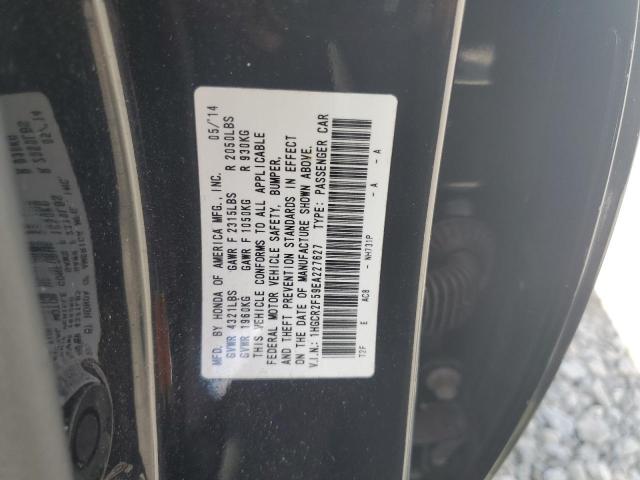 MFD. BY HONDA OF AMERICA MFG., INC. 05/'14
GVWR 4321LBS GAWR F 2315LBS R 2050LBS
GVWR 1960KG GAWR F 1050KG R 930KG
THIS VEHICLE CONFORMS TO ALL APPLICABLE
FEDERAL MOTOR VEHICLE SAFETY, BUMPER,
AND THEFT PREVENTION STANDARDS IN EFFECT
ON THE DATE OF MANUFACTURE SHOWN ABOVE.
V.I.N.: 1HGCR2F59EA227627 TYPE: PASSENGER CAR
T2F E AC8 - NH731P - A - A